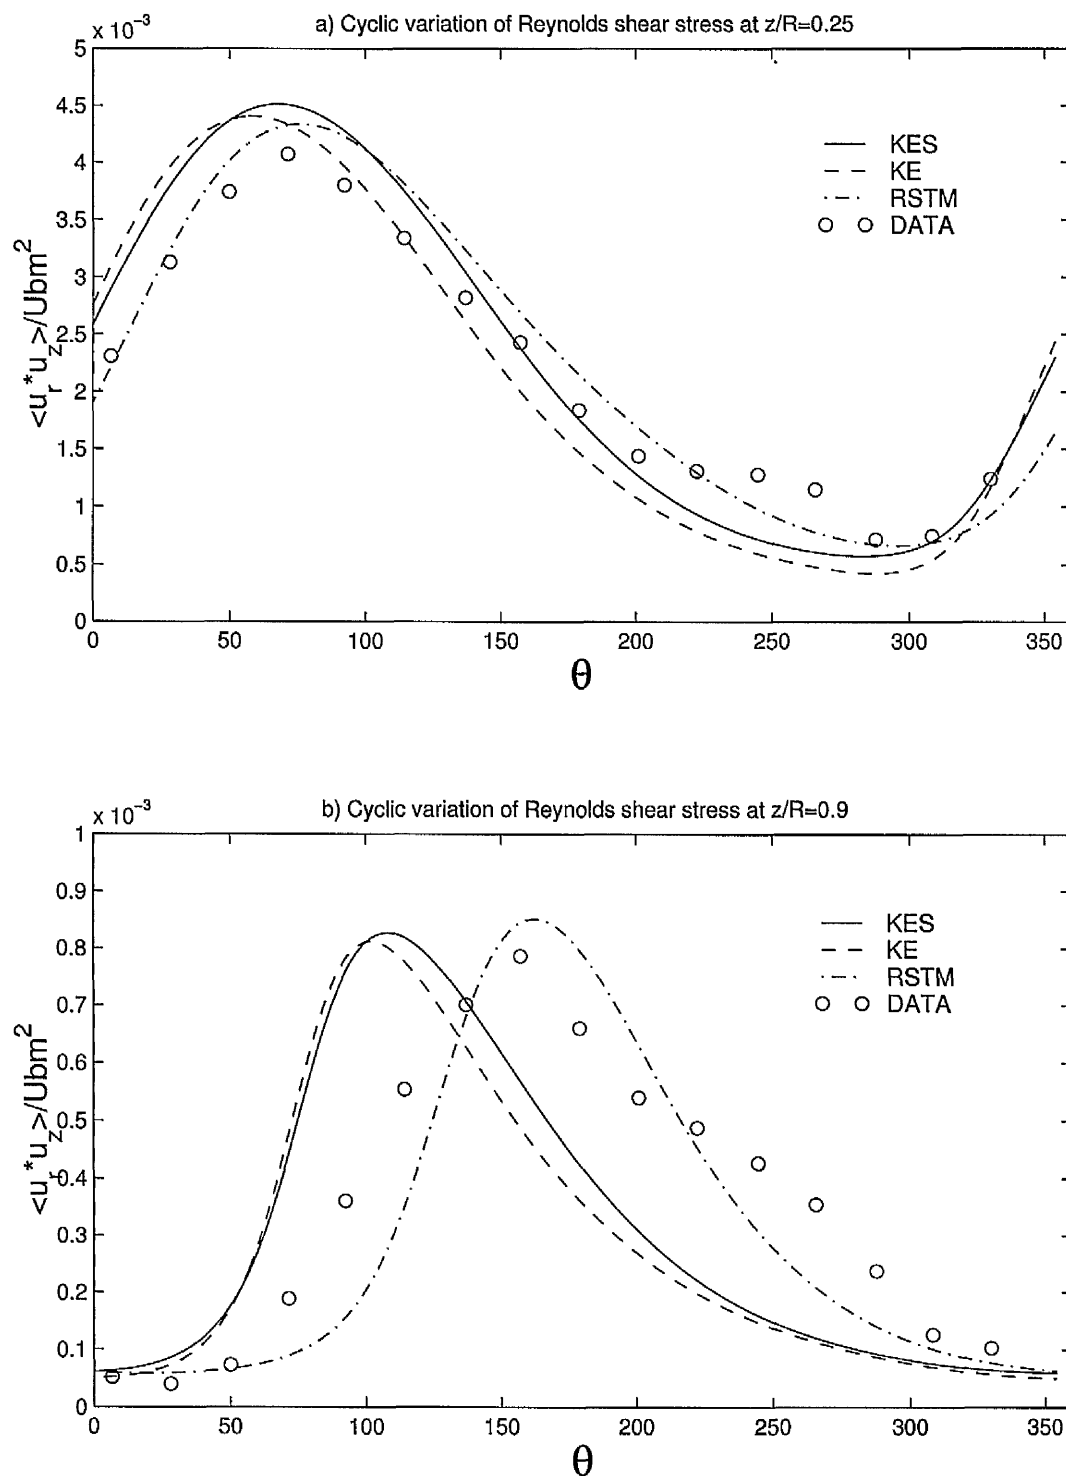 a) Cyclic variation of Reynolds shear stress at z/R=0.25
x 10⁻³
5
4.5
4
3.5
3
2.5
2
1.5
1
0.5
0
<u_r*u_z>/Ubm²
KES
KE
RSTM
DATA
0 50 100 150 200 250 300 350
θ
b) Cyclic variation of Reynolds shear stress at z/R=0.9
x 10⁻³
1
0.9
0.8
0.7
0.6
0.5
0.4
0.3
0.2
0.1
0
<u_r*u_z>/Ubm²
KES
KE
RSTM
DATA
0 50 100 150 200 250 300 350
θ